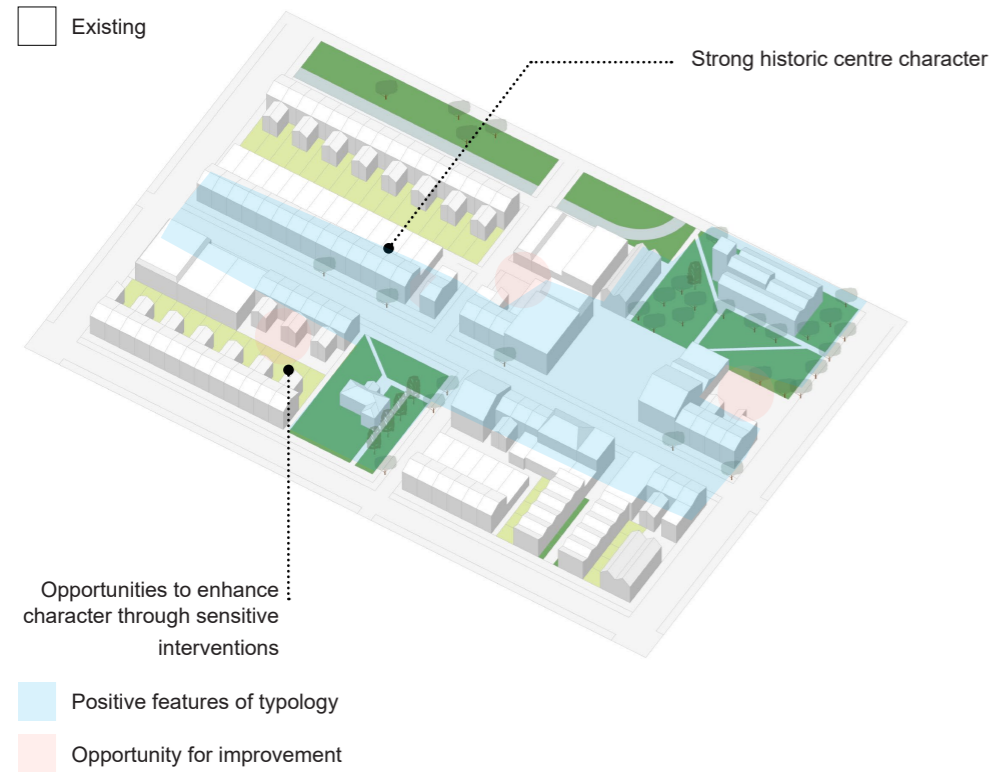 Existing
Strong historic centre character
Opportunities to enhance
character through sensitive
interventions
Positive features of typology
Opportunity for improvement